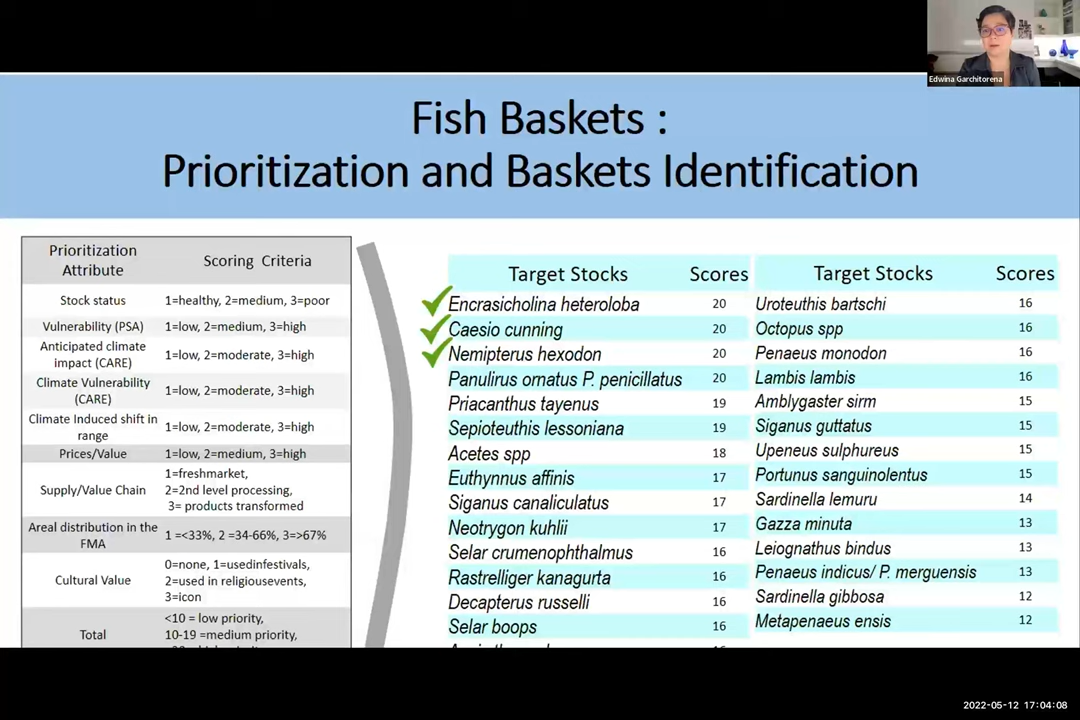 Edwina Garchitorena
Fish Baskets :
Prioritization and Baskets Identification
Prioritization Attribute
Scoring Criteria
Stock status
1=healthy, 2=medium, 3=poor
Vulnerability (PSA)
1=low, 2=medium, 3=high
Anticipated climate
impact (CARE)
1=low, 2=moderate, 3=high
Climate Vulnerability
(CARE)
1=low, 2=moderate, 3=high
Climate Induced shift in
range
1=low, 2=moderate, 3=high
Prices/Value
1=low, 2=medium, 3=high
Supply/Value Chain
1=freshmarket,
2=2nd level processing,
3= products transformed
Areal distribution in the
FMA
1 =<33%, 2 =34-66%, 3=>67%
Cultural Value
0=none, 1=usedinfestivals,
2=used in religiousevents,
3=icon
Total
<10 = low priority,
10-19 =medium priority,
Target Stocks Scores
Encrasicholina heteroloba 20
Caesio cunning 20
Nemipterus hexodon 20
Panulirus ornatus P. penicillatus 20
Priacanthus tayenus 19
Sepioteuthis lessoniana 19
Acetes spp 18
Euthynnus affinis 17
Siganus canaliculatus 17
Neotrygon kuhlii 17
Selar crumenophthalmus 16
Rastrelliger kanagurta 16
Decapterus russelli 16
Selar boops 16
Target Stocks Scores
Uroteuthis bartschi 16
Octopus spp 16
Penaeus monodon 16
Lambis lambis 16
Amblygaster sirm 15
Siganus guttatus 15
Upeneus sulphureus 15
Portunus sanguinolentus 15
Sardinella lemuru 14
Gazza minuta 13
Leiognathus bindus 13
Penaeus indicus/ P. merguensis 13
Sardinella gibbosa 12
Metapenaeus ensis 12
2022-05-12 17:04:08